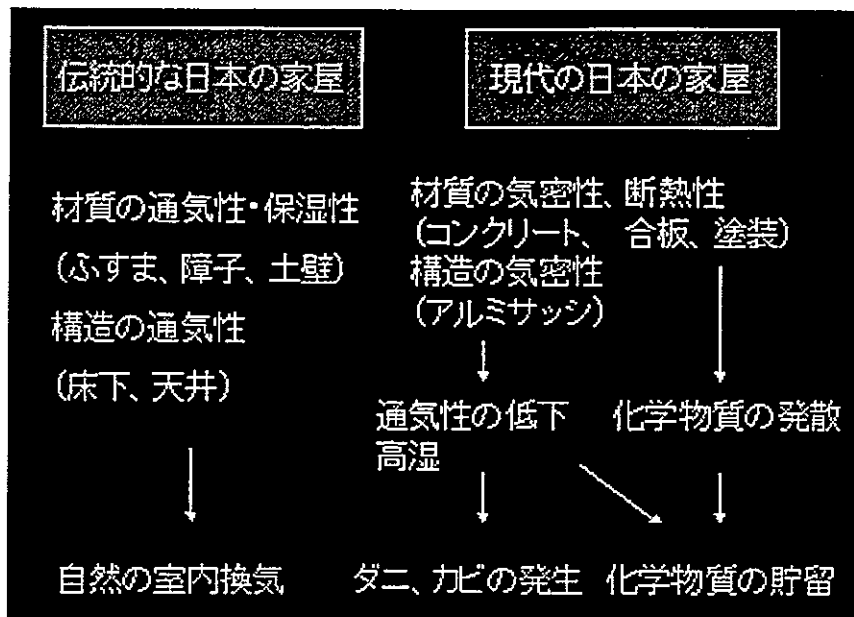 伝統的な日本の家屋
材質の通気性・保湿性
(ふすま、障子、土壁)
構造の通気性
(床下、天井)
自然の室内換気
現代の日本の家屋
材質の気密性、断熱性
(コンクリート、合板、塗装)
構造の気密性
(アルミサッシ)
通気性の低下
高湿
化学物質の発散
ダニ、カビの発生
化学物質の貯留